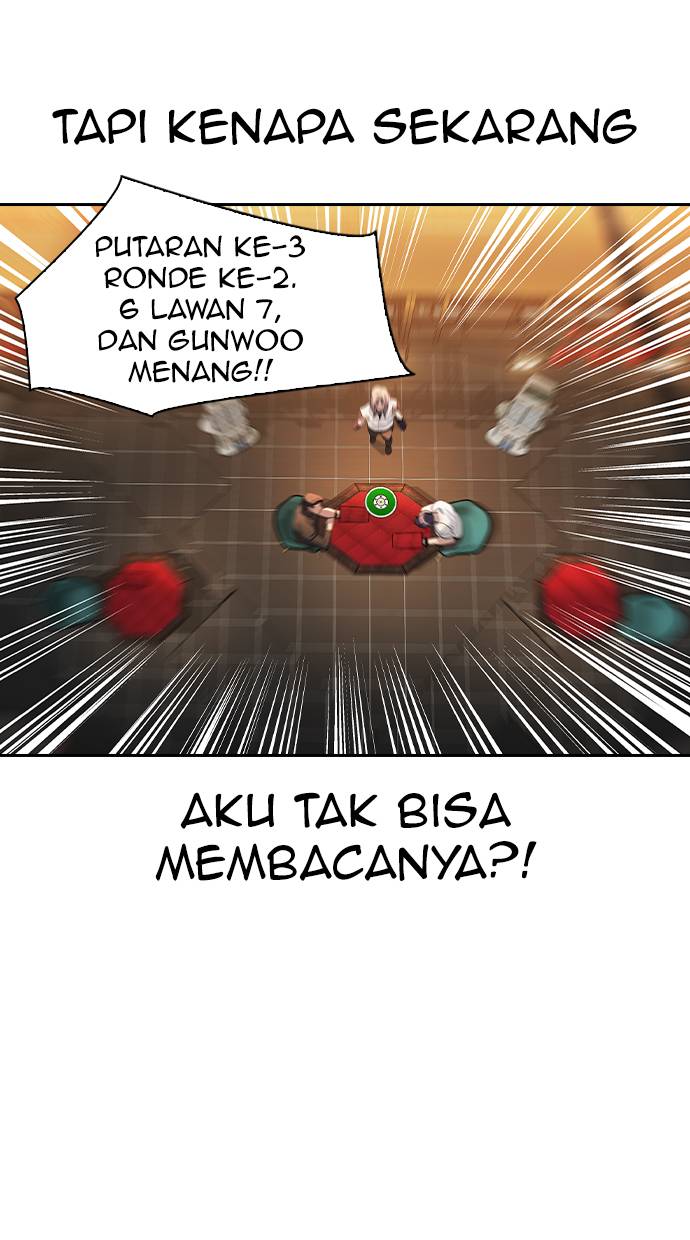 TAPI KENAPA SEKARANG
PUTARAN KE-3
RONDE KE-2.
6 LAWAN 7,
DAN GUNWOO
MENANG!!
AKU TAK BISA
MEMBACANYA?!